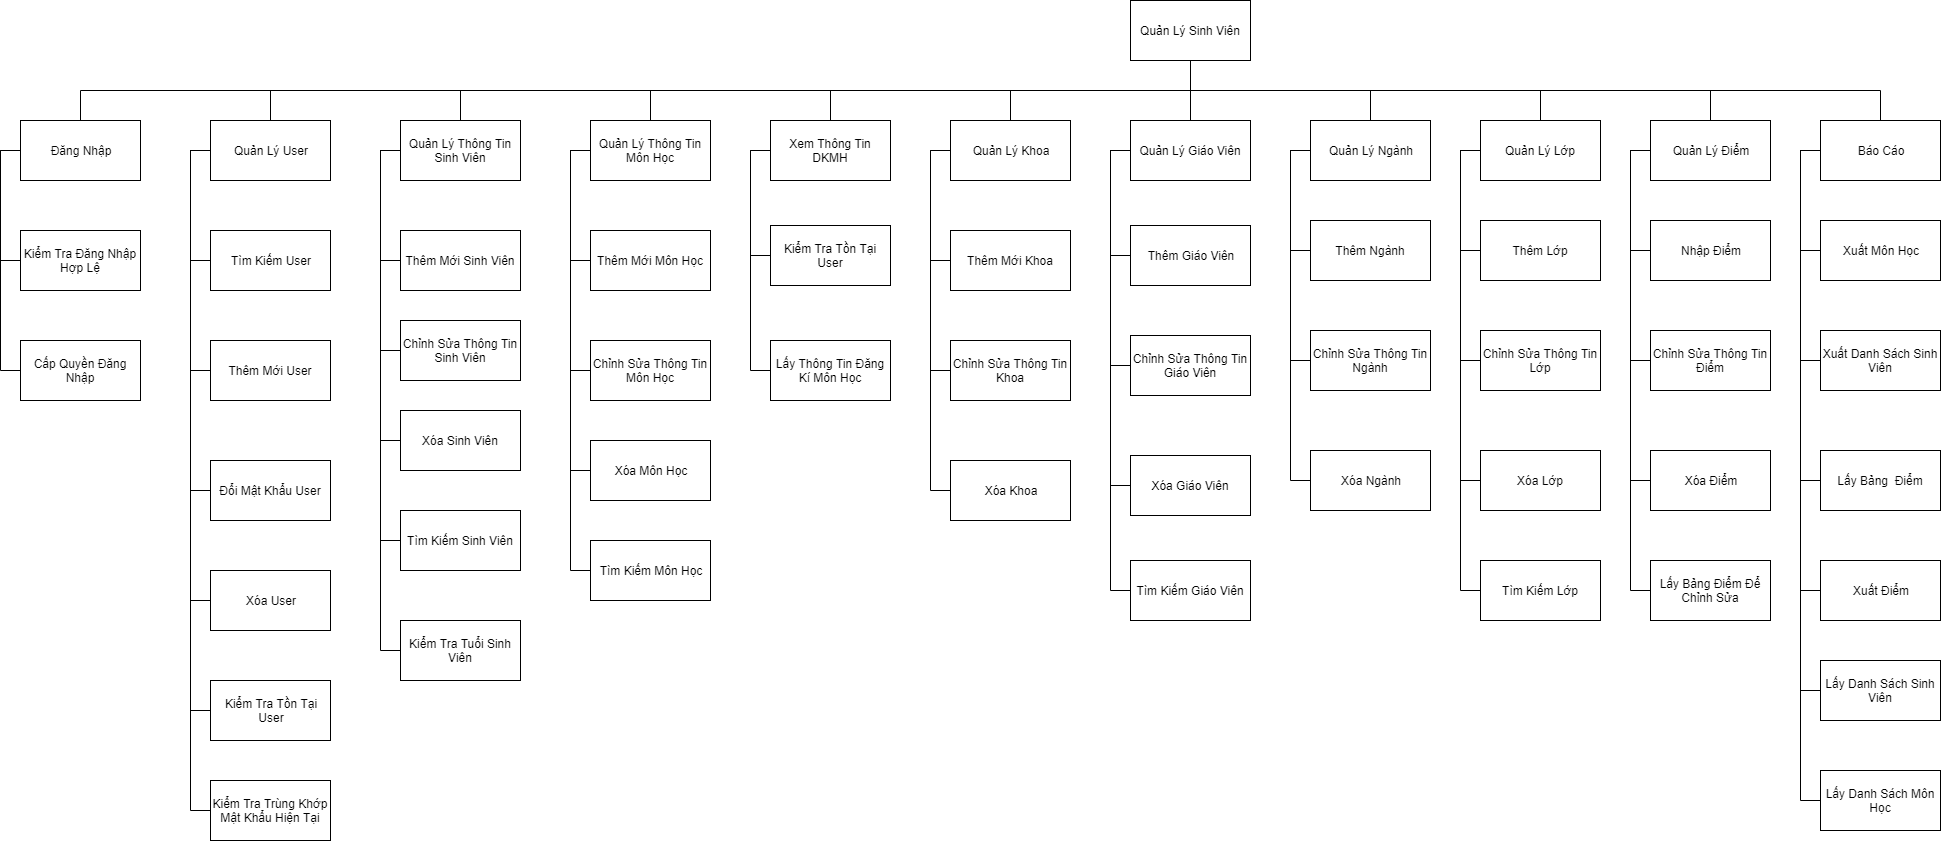 Quản Lý Sinh Viên
Đăng Nhập
Kiểm Tra Đăng Nhập
Hợp Lệ
Cấp Quyền Đăng
Nhập
Quản Lý User
Tìm Kiếm User
Thêm Mới User
Đổi Mật Khẩu User
Xóa User
Kiểm Tra Tồn Tại
User
Kiểm Tra Trùng Khớp
Mật Khẩu Hiện Tại
Quản Lý Thông Tin
Sinh Viên
Thêm Mới Sinh Viên
Chỉnh Sửa Thông Tin
Sinh Viên
Xóa Sinh Viên
Tìm Kiếm Sinh Viên
Kiểm Tra Tuổi Sinh
Viên
Quản Lý Thông Tin
Môn Học
Thêm Mới Môn Học
Chỉnh Sửa Thông Tin
Môn Học
Xóa Môn Học
Tìm Kiếm Môn Học
Xem Thông Tin
DKMH
Kiểm Tra Tồn Tại
User
Lấy Thông Tin Đăng
Kí Môn Học
Quản Lý Khoa
Thêm Mới Khoa
Chỉnh Sửa Thông Tin
Khoa
Xóa Khoa
Quản Lý Giáo Viên
Thêm Giáo Viên
Chỉnh Sửa Thông Tin
Giáo Viên
Xóa Giáo Viên
Tìm Kiếm Giáo Viên
Quản Lý Ngành
Thêm Ngành
Chỉnh Sửa Thông Tin
Ngành
Xóa Ngành
Quản Lý Lớp
Thêm Lớp
Chỉnh Sửa Thông Tin
Lớp
Xóa Lớp
Tìm Kiếm Lớp
Quản Lý Điểm
Nhập Điểm
Chỉnh Sửa Thông Tin
Điểm
Xóa Điểm
Lấy Bảng Điểm Để
Chỉnh Sửa
Báo Cáo
Xuất Môn Học
Xuất Danh Sách Sinh
Viên
Lấy Bảng  Điểm
Xuất Điểm
Lấy Danh Sách Sinh
Viên
Lấy Danh Sách Môn
Học